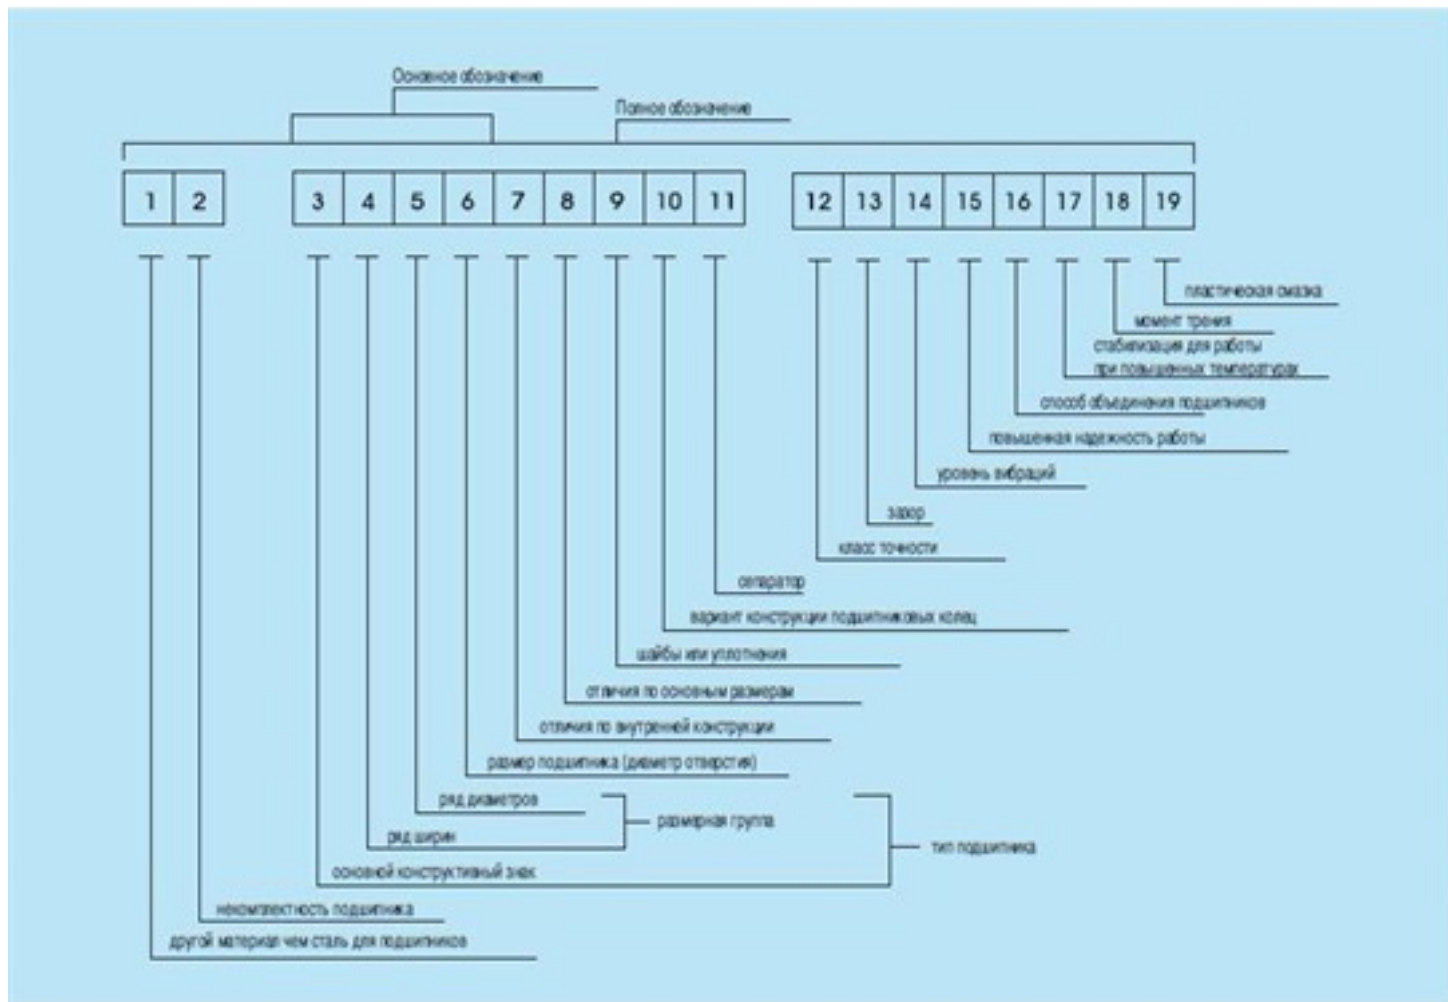 Основное обозначение
Полное обозначение
1 2 3 4 5 6 7 8 9 10 11 12 13 14 15 16 17 18 19
пластическая смазка
момент трения
стабилизация для работы
при повышенных температурах
способ объединения подшипников
повышенная надежность работы
уровень вибраций
зазор
класс точности
сепаратор
вариант конструкции подшипниковых колец
шайбы или уплотнения
отличия по основным размерам
отличия по внутренней конструкции
размер подшипника (диаметр отверстия)
ряд диаметров
размерная группа
ряд ширин
тип подшипника
основной конструктивный знак
некомплектность подшипника
другой материал чем сталь для подшипников